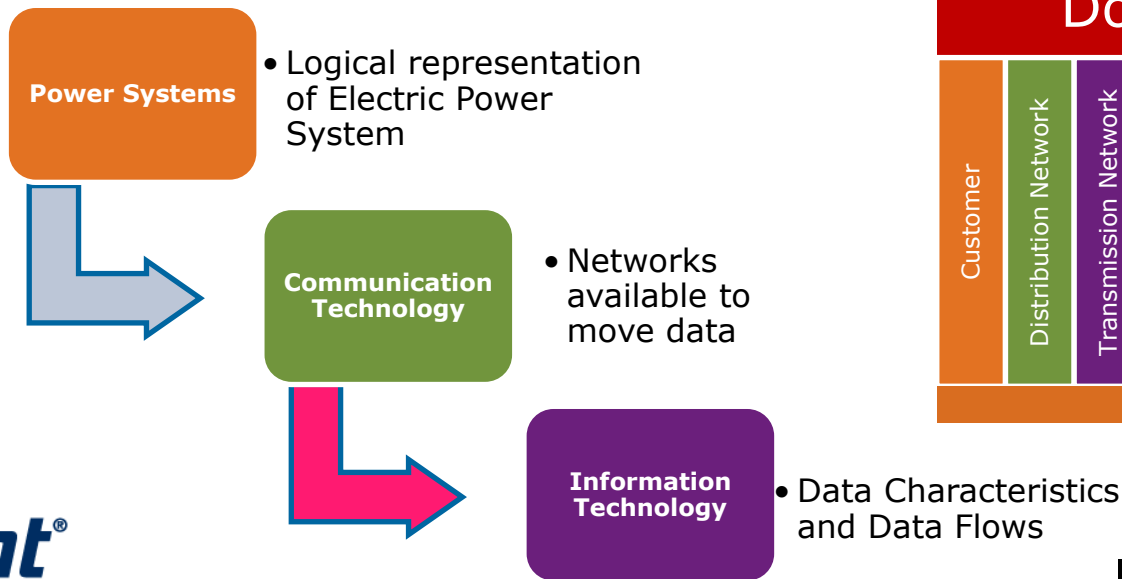 Power Systems
• Logical representation
of Electric Power
System
Communication
Technology
• Networks
available to
move data
Information
Technology
• Data Characteristics
and Data Flows
Customer
Distribution Network
Transmission Network